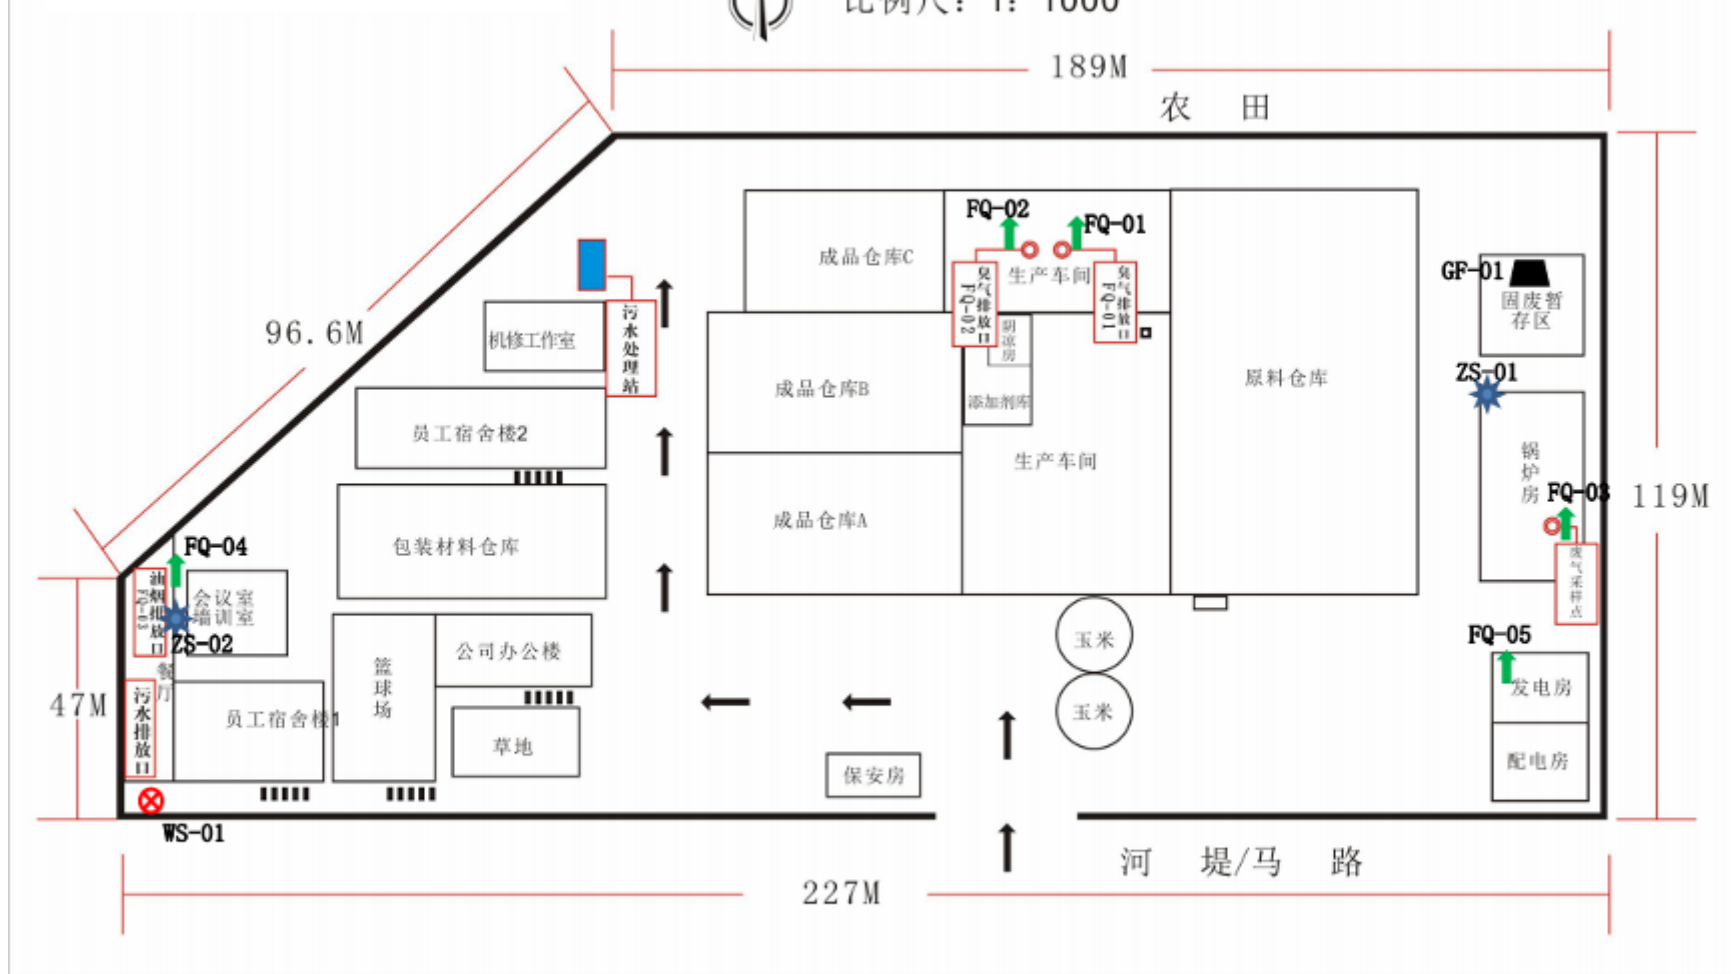 比例尺：1：1000
189M
农 田
FQ-02
FQ-01
成品仓库C
生产车间
臭气排放口
FQ-02
臭气排放口
FQ-01
GF-01
固废暂
存区
96.6M
机修工作室
污水处理站
阴凉房
成品仓库B
添加剂库
原料仓库
ZS-01
员工宿舍楼2
生产车间
锅炉房
FQ-03
119M
成品仓库A
包装材料仓库
FQ-04
油烟排放口
FQ-03
会议室
墙训室
ZS-02
废气采样点
餐厅
公司办公楼
篮球场
玉米
FQ-05
47M
污水排放口
员工宿舍楼1
草地
玉米
发电房
保安房
配电房
WS-01
河 堤/马 路
227M